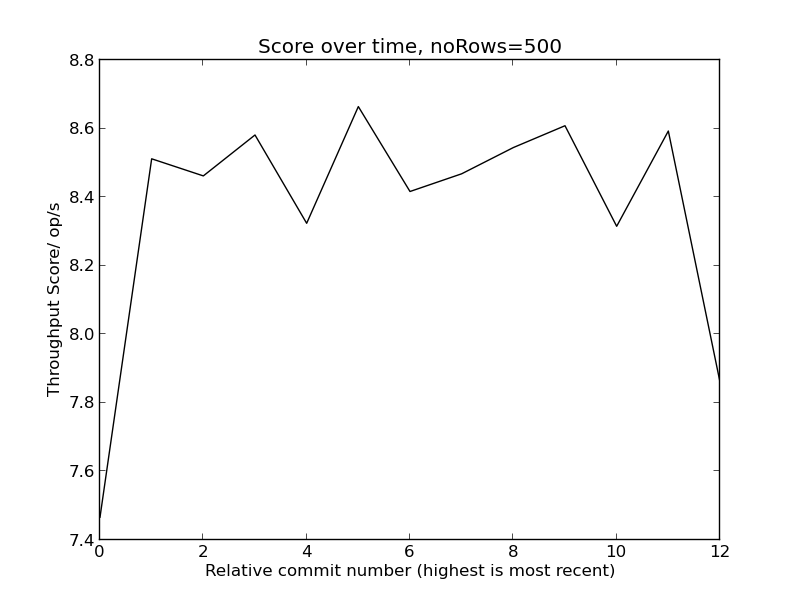 Score over time, noRows=500
8.8
8.6
8.4
8.2
8.0
7.8
7.6
7.4
Throughput Score/ op/s
0 2 4 6 8 10 12
Relative commit number (highest is most recent)